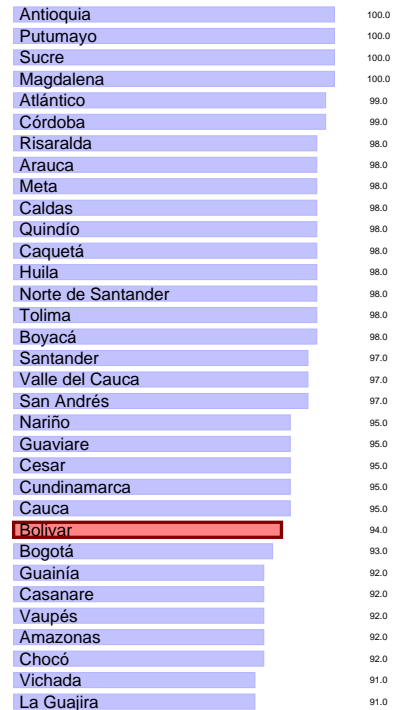 Antioquia 100.0
Putumayo 100.0
Sucre 100.0
Magdalena 100.0
Atlántico 99.0
Córdoba 99.0
Risaralda 98.0
Arauca 98.0
Meta 98.0
Caldas 98.0
Quindío 98.0
Caquetá 98.0
Huila 98.0
Norte de Santander 98.0
Tolima 98.0
Boyacá 98.0
Santander 97.0
Valle del Cauca 97.0
San Andrés 97.0
Nariño 95.0
Guaviare 95.0
Cesar 95.0
Cundinamarca 95.0
Cauca 95.0
Bolivar 94.0
Bogotá 93.0
Guainía 92.0
Casanare 92.0
Vaupés 92.0
Amazonas 92.0
Chocó 92.0
Vichada 91.0
La Guajira 91.0